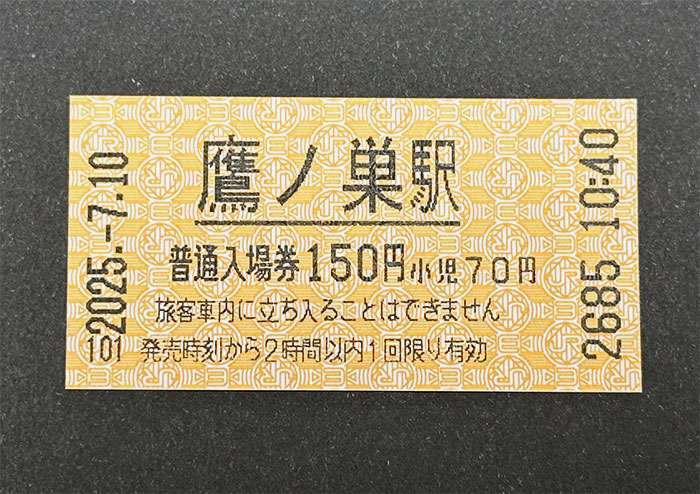 鷹ノ巣駅
普通入場券150円小児70円
旅客車内に立ち入ることはできません
発売時刻から2時間以内1回限り有効
2025.-7.10
101
2685 10:40